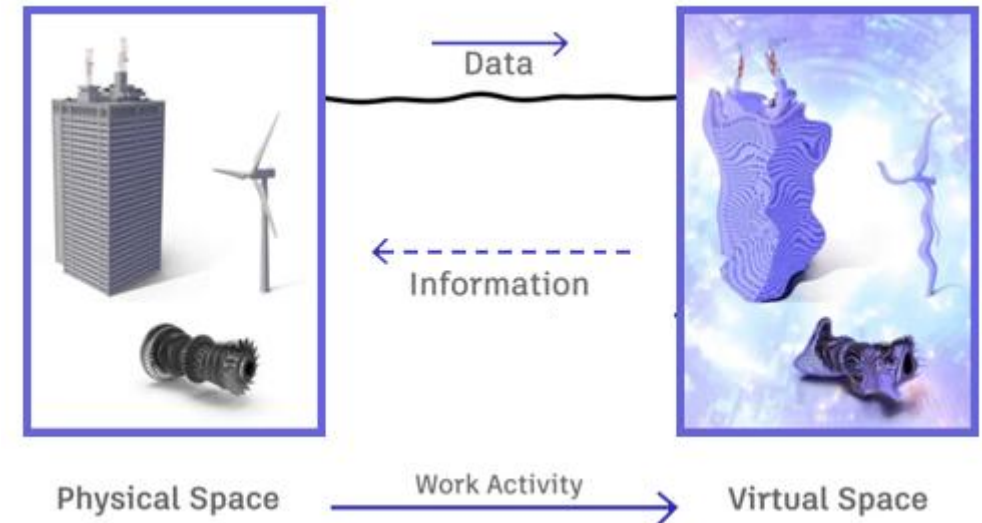 Data
Information
Physical Space
Work Activity
Virtual Space